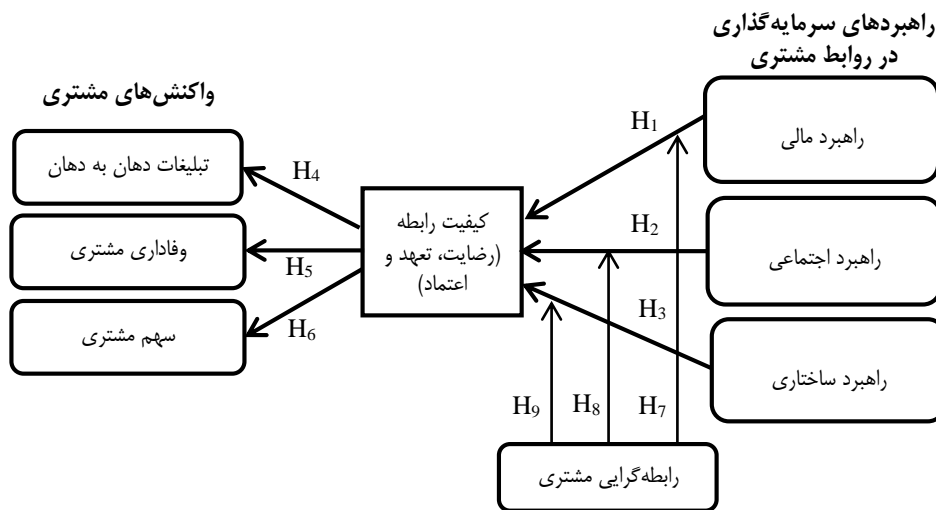 راهبردهای سرمایه‌گذاری
در روابط مشتری
راهبرد مالی
راهبرد اجتماعی
راهبرد ساختاری
H₁
H₂
H₃
کیفیت رابطه
(رضایت، تعهد و
اعتماد)
واکنش‌های مشتری
تبلیغات دهان به دهان
وفاداری مشتری
سهم مشتری
H₄
H₅
H₆
H₇
H₈
H₉
رابطه‌گرایی مشتری